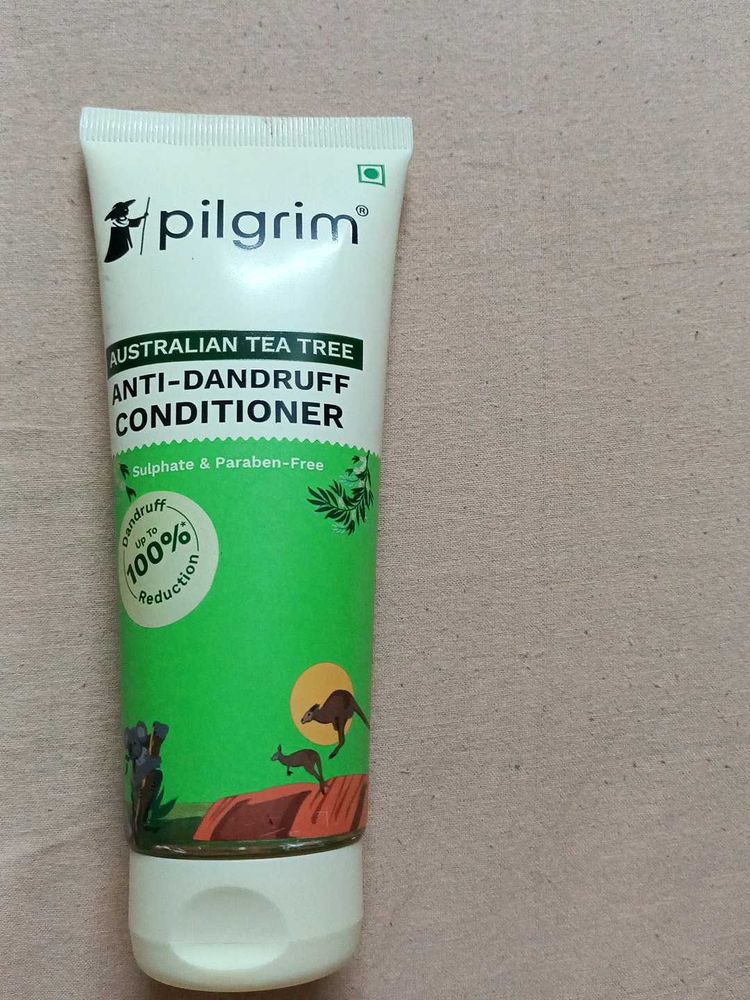 pilgrim®
AUSTRALIAN TEA TREE
ANTI-DANDRUFF
CONDITIONER
Sulphate & Paraben-Free
Dandruff
Up To
100%*
Reduction